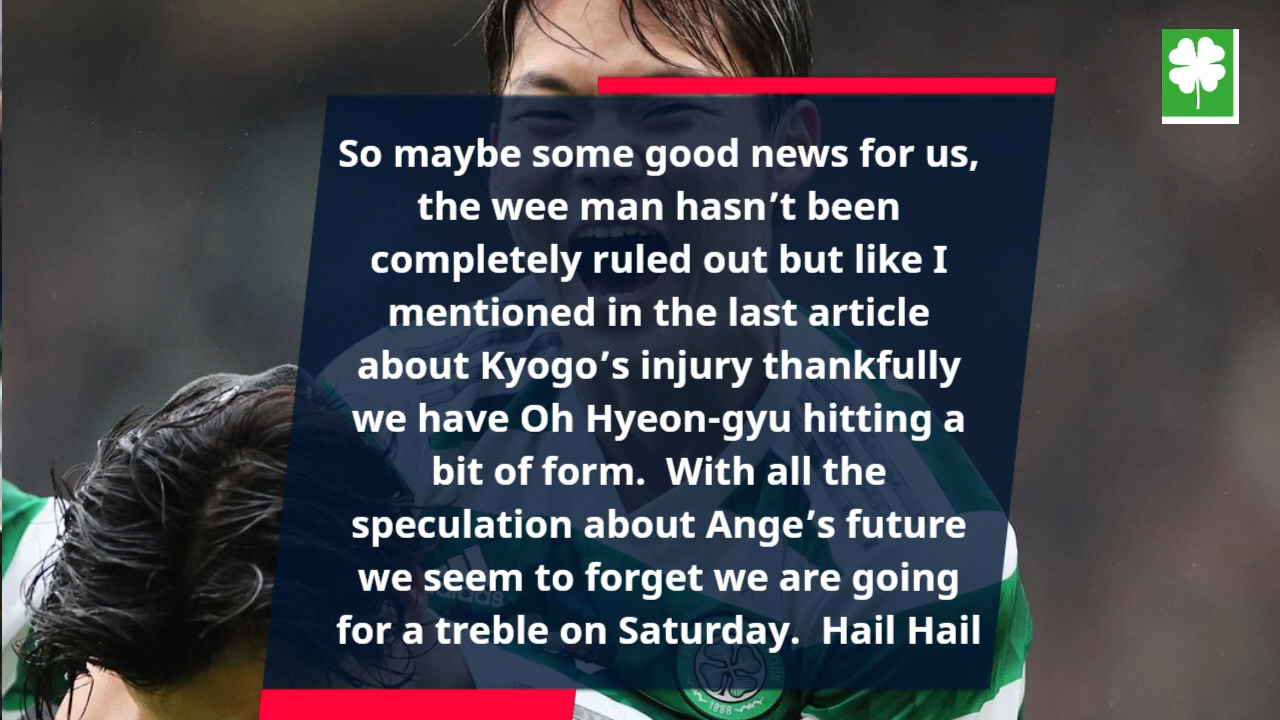 So maybe some good news for us,
the wee man hasn’t been
completely ruled out but like I
mentioned in the last article
about Kyogo’s injury thankfully
we have Oh Hyeon-gyu hitting a
bit of form.  With all the
speculation about Ange’s future
we seem to forget we are going
for a treble on Saturday.  Hail Hail
adidas
1888